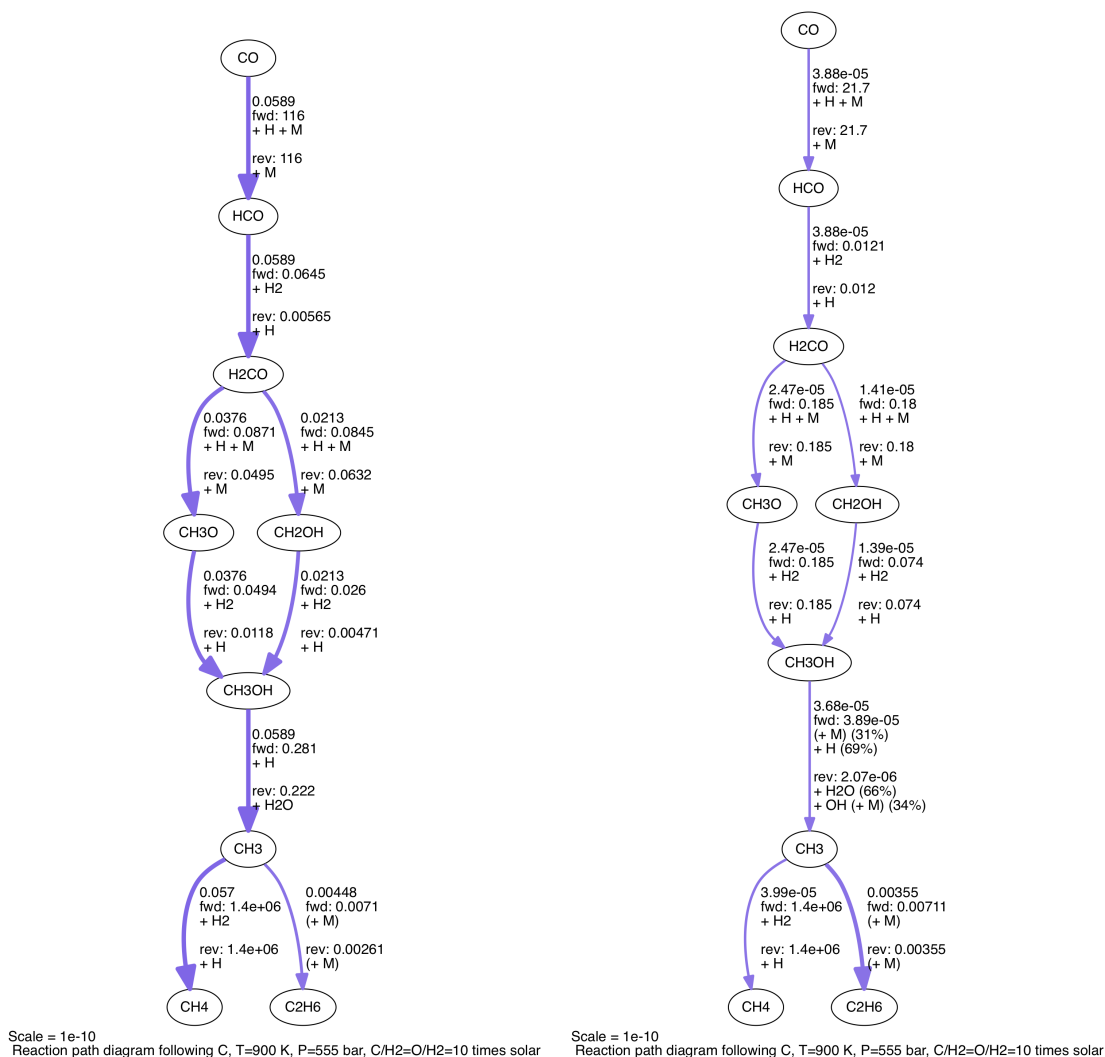 CO
0.0589
fwd: 116
+ H + M
rev: 116
+ M
HCO
0.0589
fwd: 0.0645
+ H2
rev: 0.00565
+ H
H2CO
0.0376
fwd: 0.0871
+ H + M
rev: 0.0495
+ M
0.0213
fwd: 0.0845
+ H + M
rev: 0.0632
+ M
CH3O
CH2OH
0.0376
fwd: 0.0494
+ H2
rev: 0.0118
+ H
0.0213
fwd: 0.026
+ H2
rev: 0.00471
+ H
CH3OH
0.0589
fwd: 0.281
+ H
rev: 0.222
+ H2O
CH3
0.057
fwd: 1.4e+06
+ H2
rev: 1.4e+06
+ H
0.00448
fwd: 0.0071
(+ M)
rev: 0.00261
(+ M)
CH4
C2H6
Scale = 1e-10
Reaction path diagram following C, T=900 K, P=555 bar, C/H2=O/H2=10 times solar
CO
3.88e-05
fwd: 21.7
+ H + M
rev: 21.7
+ M
HCO
3.88e-05
fwd: 0.0121
+ H2
rev: 0.012
+ H
H2CO
2.47e-05
fwd: 0.185
+ H + M
rev: 0.185
+ M
1.41e-05
fwd: 0.18
+ H + M
rev: 0.18
+ M
CH3O
CH2OH
2.47e-05
fwd: 0.185
+ H2
rev: 0.185
+ H
1.39e-05
fwd: 0.074
+ H2
rev: 0.074
+ H
CH3OH
3.68e-05
fwd: 3.89e-05
(+ M) (31%)
+ H (69%)
rev: 2.07e-06
+ H2O (66%)
+ OH (+ M) (34%)
CH3
3.99e-05
fwd: 1.4e+06
+ H2
rev: 1.4e+06
+ H
0.00355
fwd: 0.00711
(+ M)
rev: 0.00355
(+ M)
CH4
C2H6
Scale = 1e-10
Reaction path diagram following C, T=900 K, P=555 bar, C/H2=O/H2=10 times solar